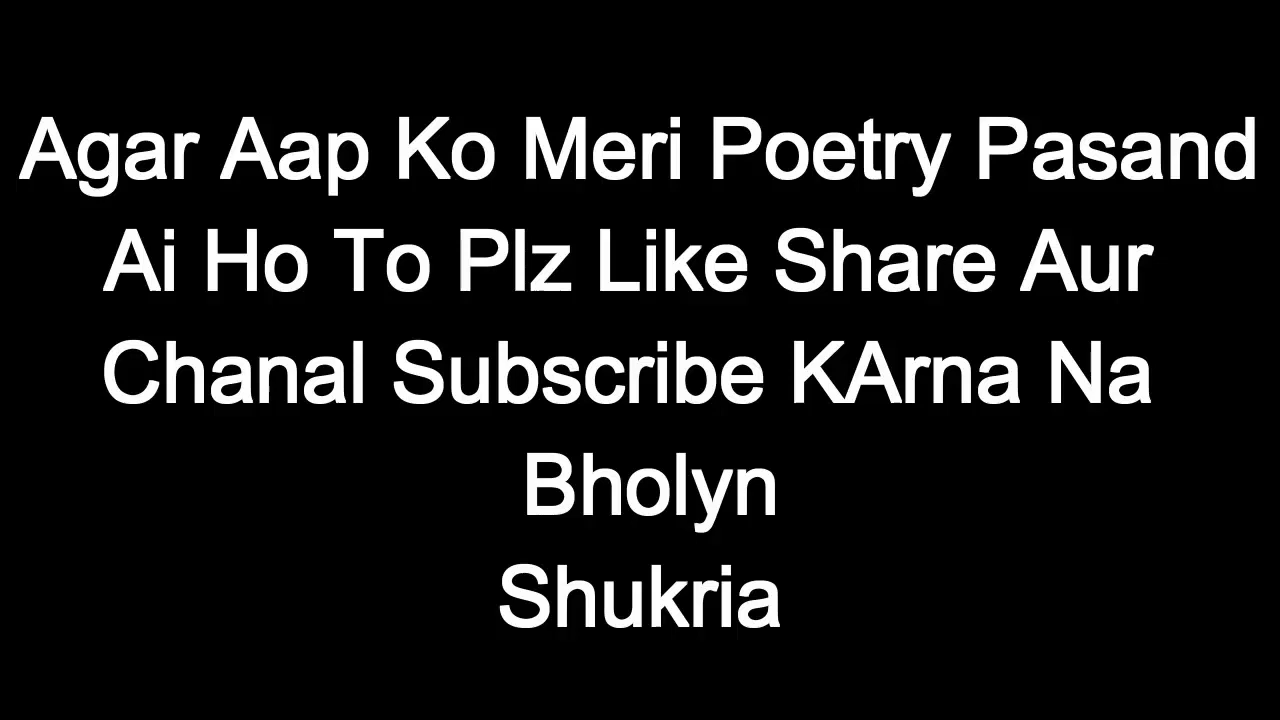 Agar Aap Ko Meri Poetry Pasand
Ai Ho To Plz Like Share Aur
Chanal Subscribe KArna Na
Bholyn
Shukria